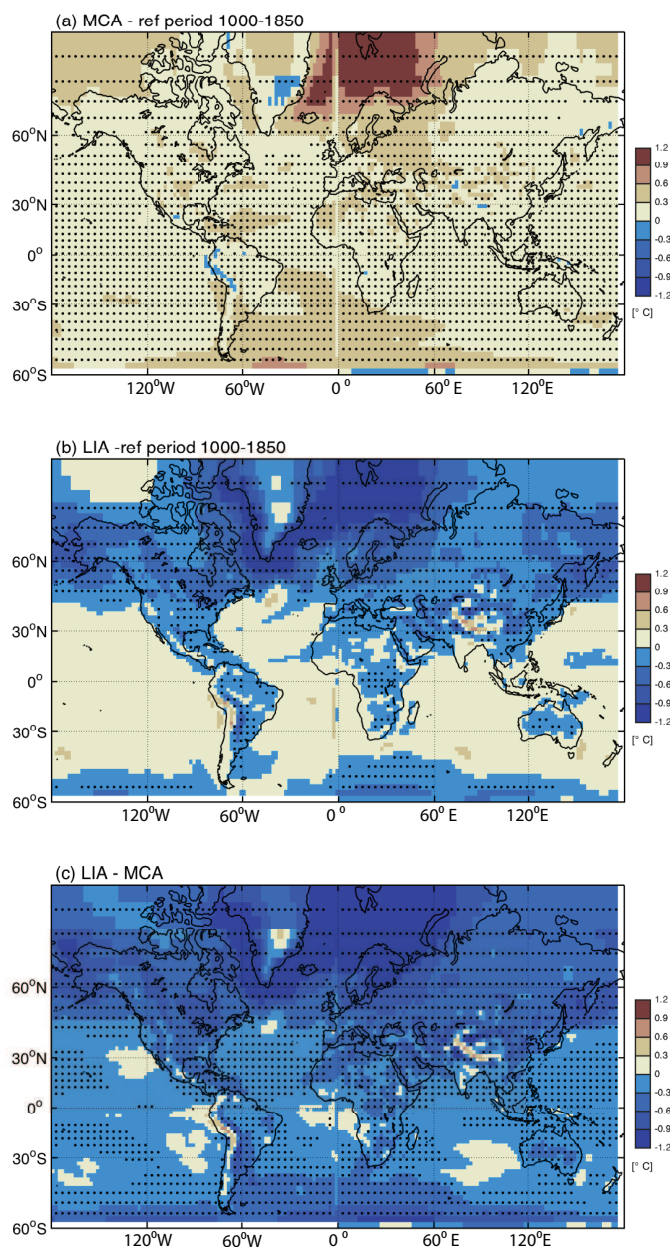 (a) MCA - ref period 1000-1850
60°N
30°N
0°
30°S
60°S
120°W 60°W 0° 60° E 120°E
1.2
0.9
0.6
0.3
0
-0.3
-0.6
-0.9
-1.2
[° C]
(b) LIA -ref period 1000-1850
60°N
30°N
0°
30°S
60°S
120°W 60°W 0° 60° E 120°E
1.2
0.9
0.6
0.3
0
-0.3
-0.6
-0.9
-1.2
[° C]
(c) LIA - MCA
60°N
30°N
0°
30°S
60°S
120°W 60°W 0° 60° E 120°E
1.2
0.9
0.6
0.3
0
-0.3
-0.6
-0.9
-1.2
[° C]